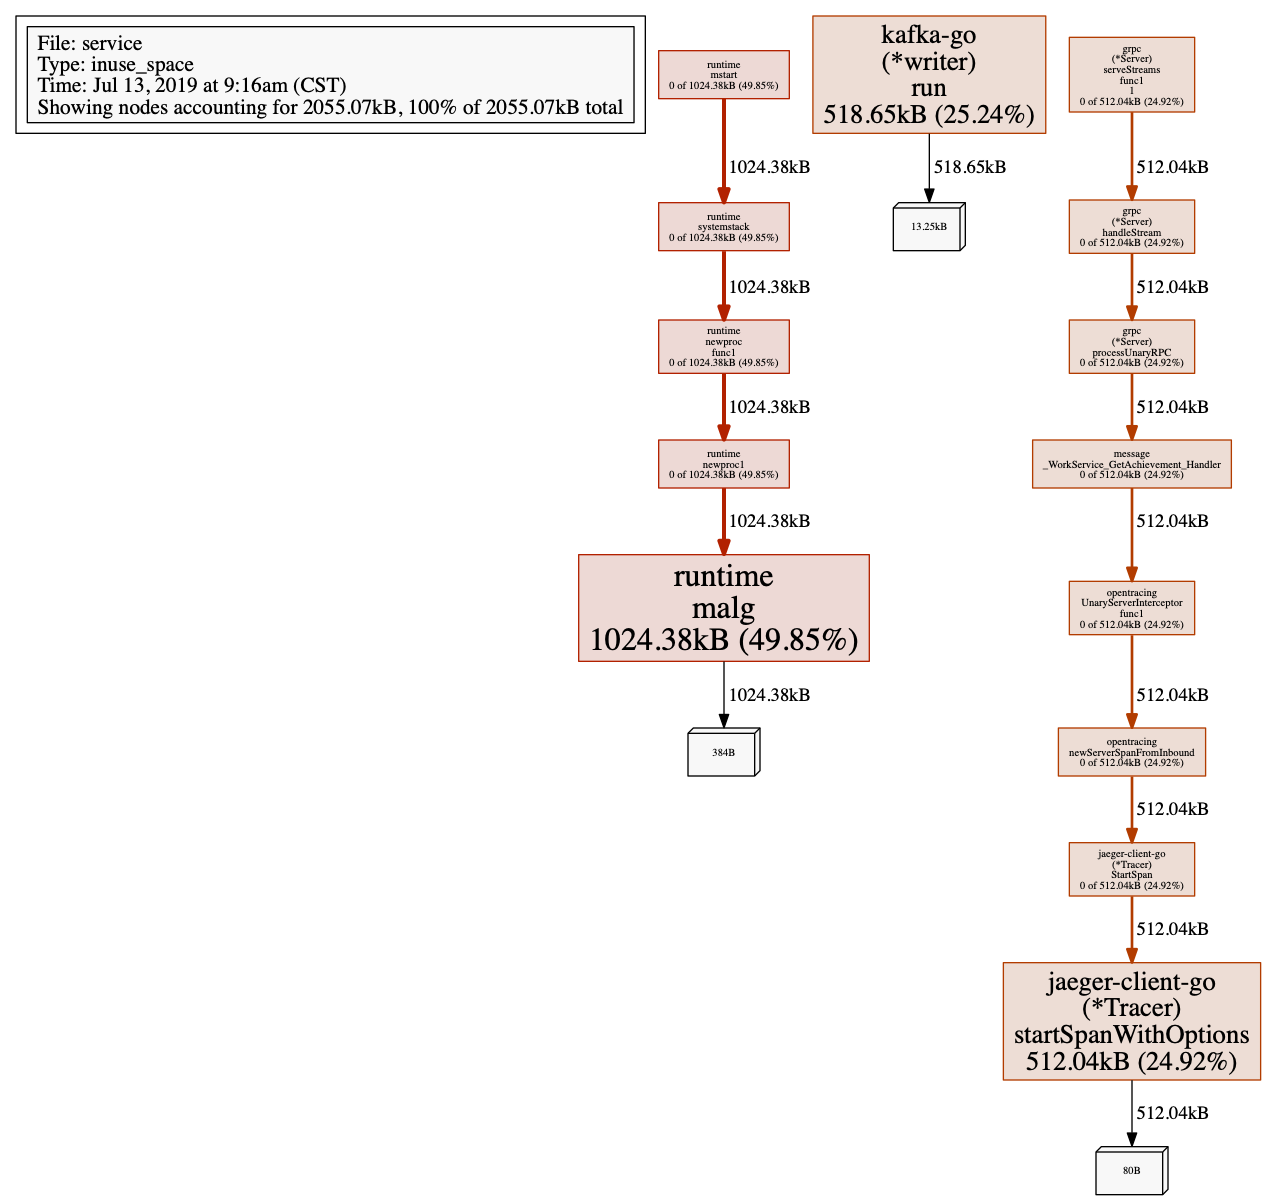 File: service
Type: inuse_space
Time: Jul 13, 2019 at 9:16am (CST)
Showing nodes accounting for 2055.07kB, 100% of 2055.07kB total
runtime
mstart
0 of 1024.38kB (49.85%)
1024.38kB
runtime
systemstack
0 of 1024.38kB (49.85%)
1024.38kB
runtime
newproc
func1
0 of 1024.38kB (49.85%)
1024.38kB
runtime
newproc1
0 of 1024.38kB (49.85%)
1024.38kB
runtime
malg
1024.38kB (49.85%)
1024.38kB
384B
kafka-go
(*writer)
run
518.65kB (25.24%)
518.65kB
13.25kB
grpc
(*Server)
serveStreams
func1
1
0 of 512.04kB (24.92%)
512.04kB
grpc
(*Server)
handleStream
0 of 512.04kB (24.92%)
512.04kB
grpc
(*Server)
processUnaryRPC
0 of 512.04kB (24.92%)
512.04kB
message
_WorkService_GetAchievement_Handler
0 of 512.04kB (24.92%)
512.04kB
opentracing
UnaryServerInterceptor
func1
0 of 512.04kB (24.92%)
512.04kB
opentracing
newServerSpanFromInbound
0 of 512.04kB (24.92%)
512.04kB
jaeger-client-go
(*Tracer)
StartSpan
0 of 512.04kB (24.92%)
512.04kB
jaeger-client-go
(*Tracer)
startSpanWithOptions
512.04kB (24.92%)
512.04kB
80B